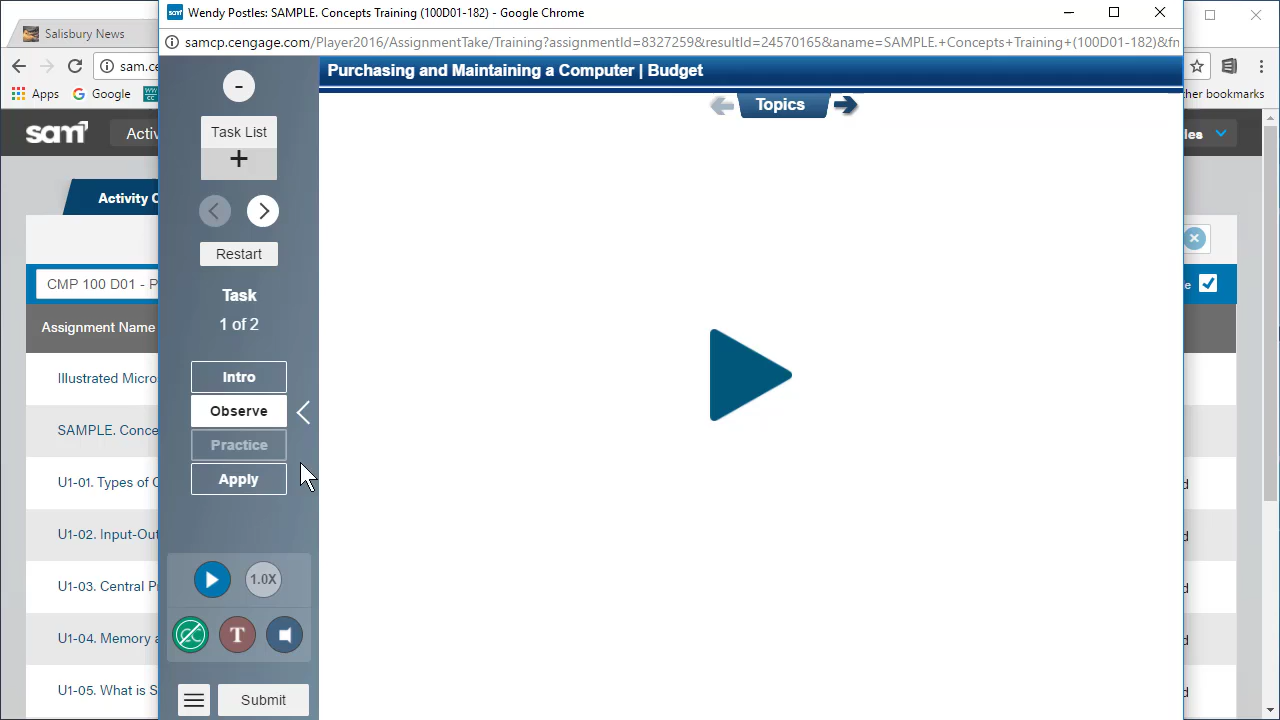 Salisbury News
Wendy Postles: SAMPLE. Concepts Training (100D01-182) - Google Chrome
samcp.cengage.com/Player2016/AssignmentTake/Training?assignmentId=8327259&resultId=24570165&aname=SAMPLE.+Concepts+Training+(100D01-182)&fn
sam.ce
Apps
Google
her bookmarks
sam
Activ
les
Activity C
CMP 100 D01 - P
e
Assignment Name
Illustrated Micro
SAMPLE. Conce
U1-01. Types of C
d
U1-02. Input-Out
d
U1-03. Central P
d
U1-04. Memory a
d
U1-05. What is S
d
Purchasing and Maintaining a Computer | Budget
Topics
-
Task List
+
Restart
Task
1 of 2
Intro
Observe
Practice
Apply
1.0X
CC
T
Submit